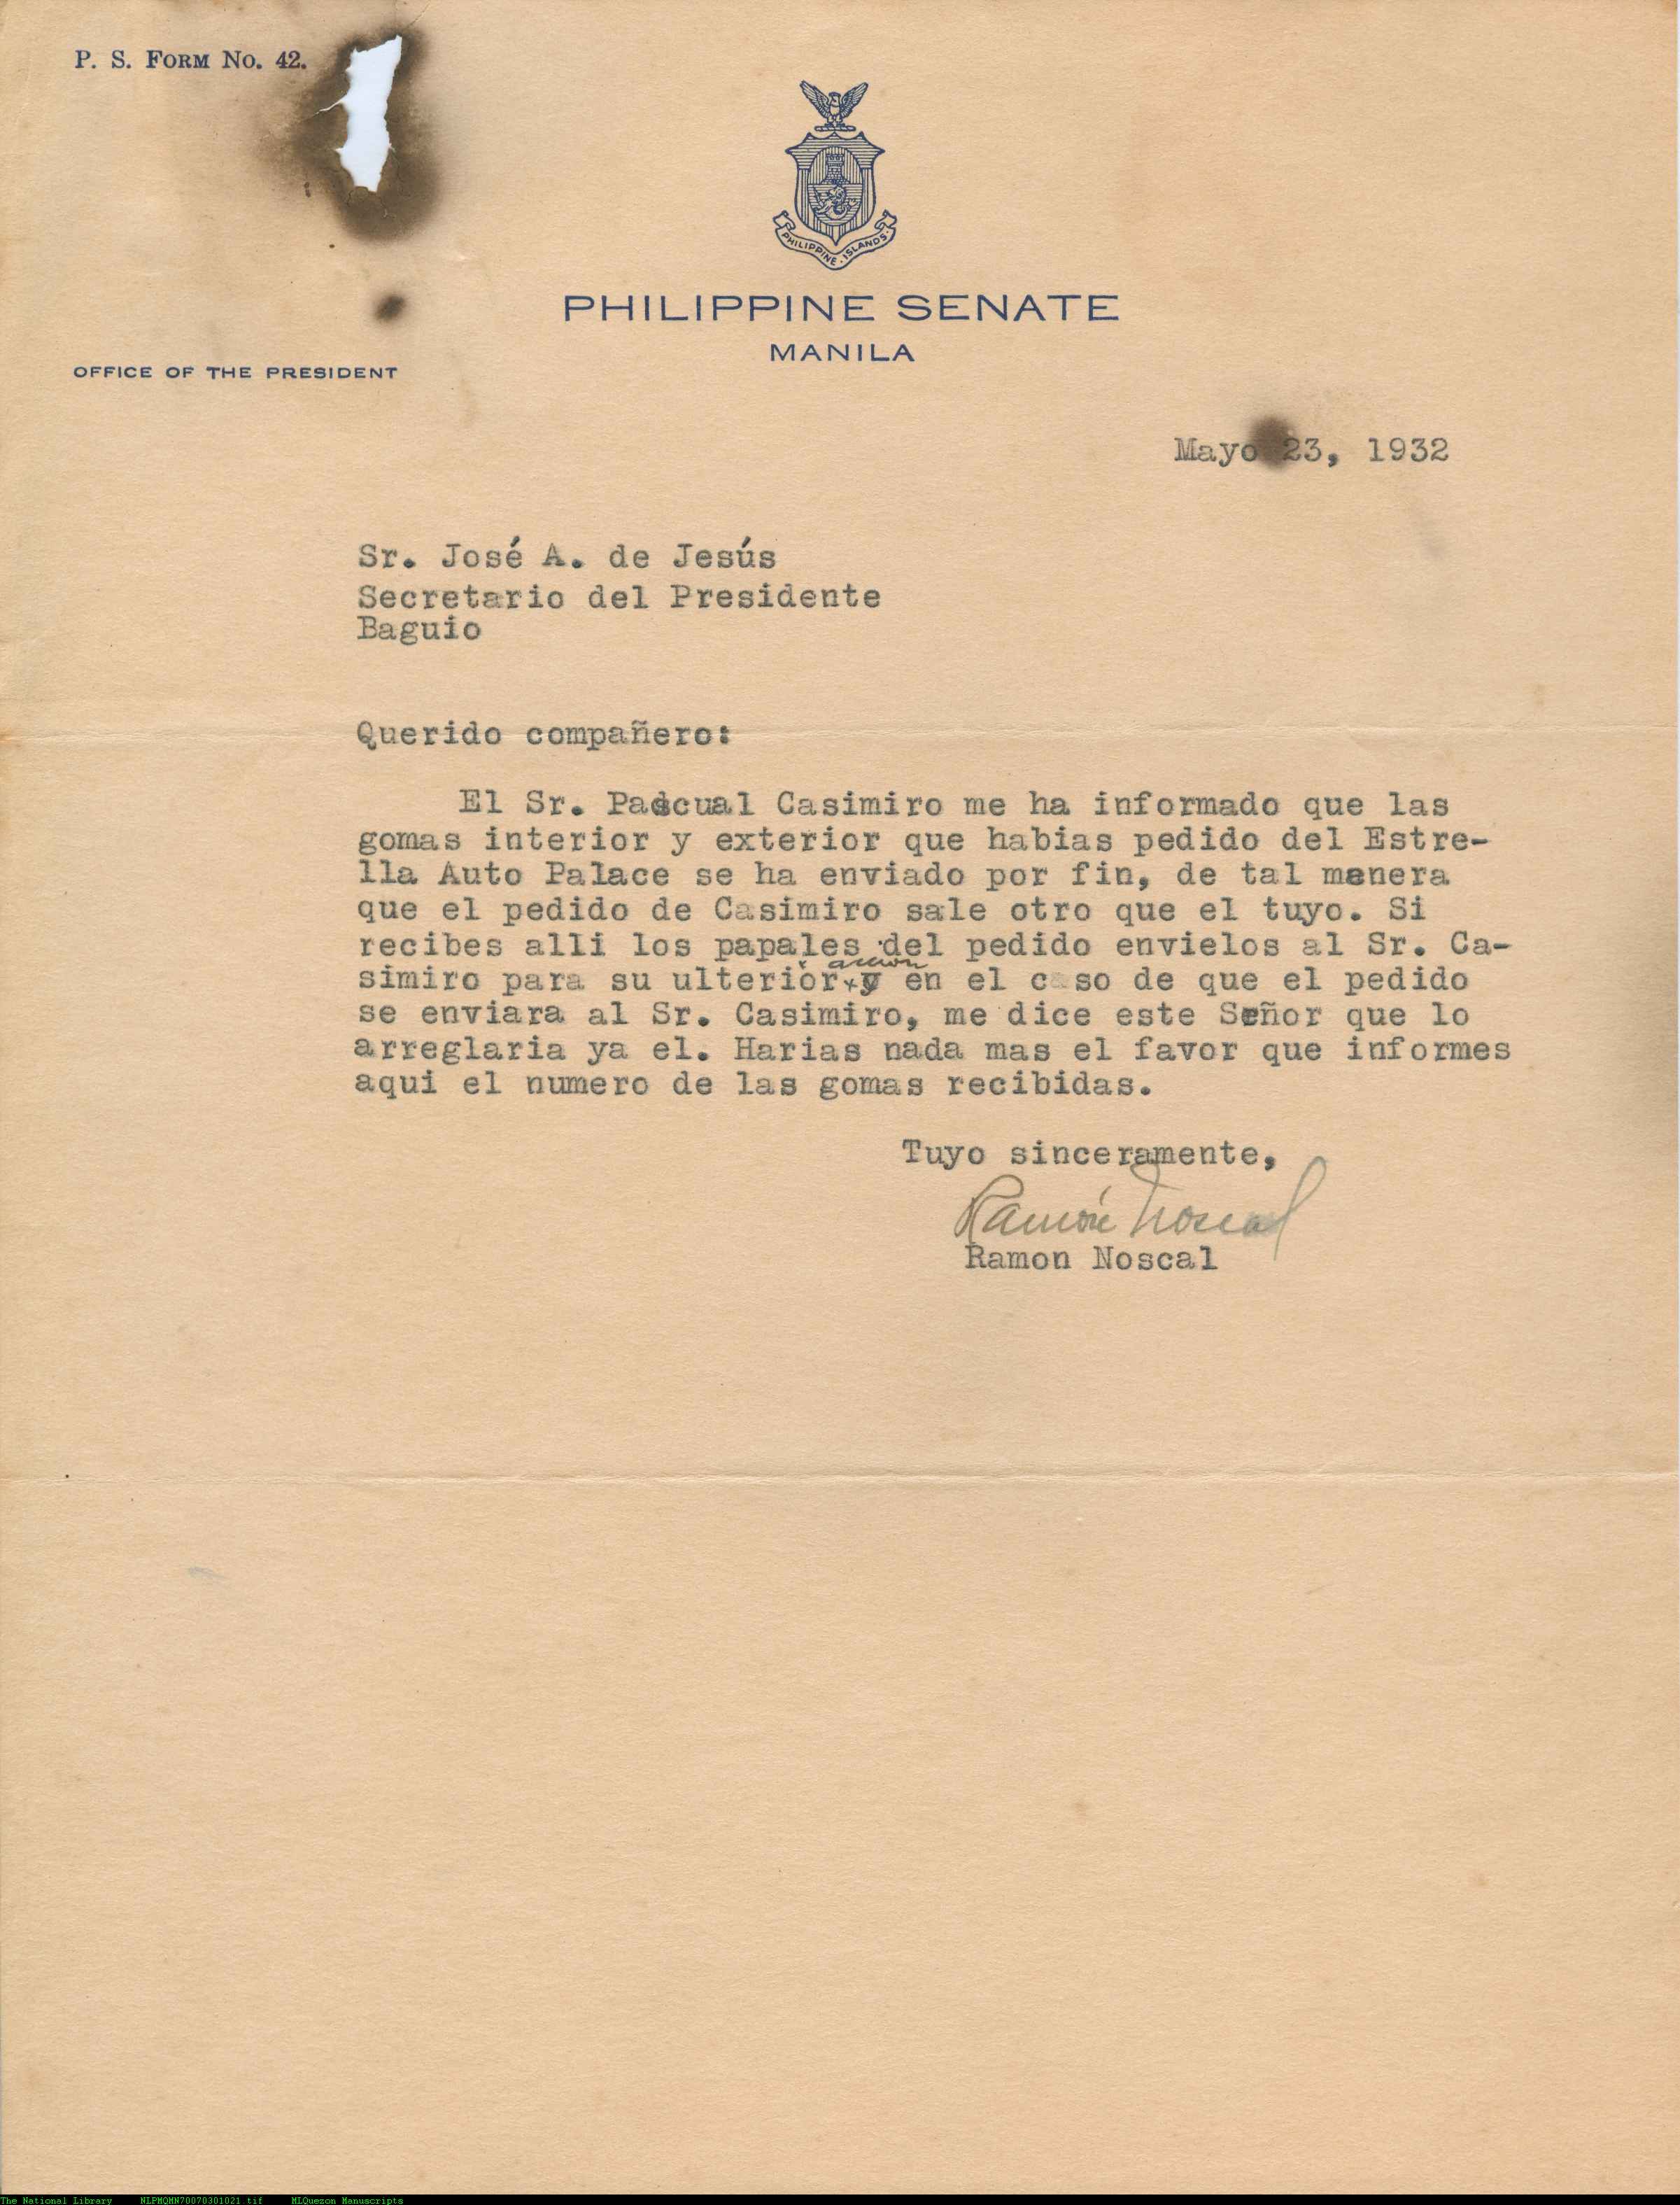 P. S. FORM NO. 42.
PHILIPPINE ISLANDS
PHILIPPINE SENATE
MANILA
OFFICE OF THE PRESIDENT
Mayo 23, 1932
Sr. José A. de Jesús
Secretario del Presidente
Baguio
Querido compañero:
El Sr. Pascual Casimiro me ha informado que las
gomas interior y exterior que habias pedido del Estre-
lla Auto Palace se ha enviado por fin, de tal manera
que el pedido de Casimiro sale otro que el tuyo. Si
recibes alli los papales del pedido envielos al Sr. Ca-
accion
simiro para su ulterior y en el caso de que el pedido
se enviara al Sr. Casimiro, me dice este Señor que lo
arreglaria ya el. Harias nada mas el favor que informes
aqui el numero de las gomas recibidas.
Tuyo sinceramente,
Ramón Noscal
Ramon Noscal
The National Library NLPMQMN70070301021.tif MLQuezon Manuscripts